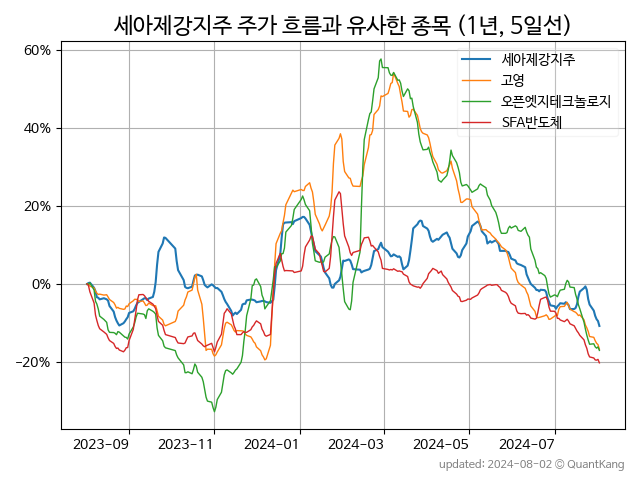 세아제강지주 주가 흐름과 유사한 종목 (1년, 5일선)
60%
40%
20%
0%
−20%
세아제강지주
고영
오픈엣지테크놀로지
SFA반도체
2023-09 2023-11 2024-01 2024-03 2024-05 2024-07
updated: 2024-08-02 © QuantKang